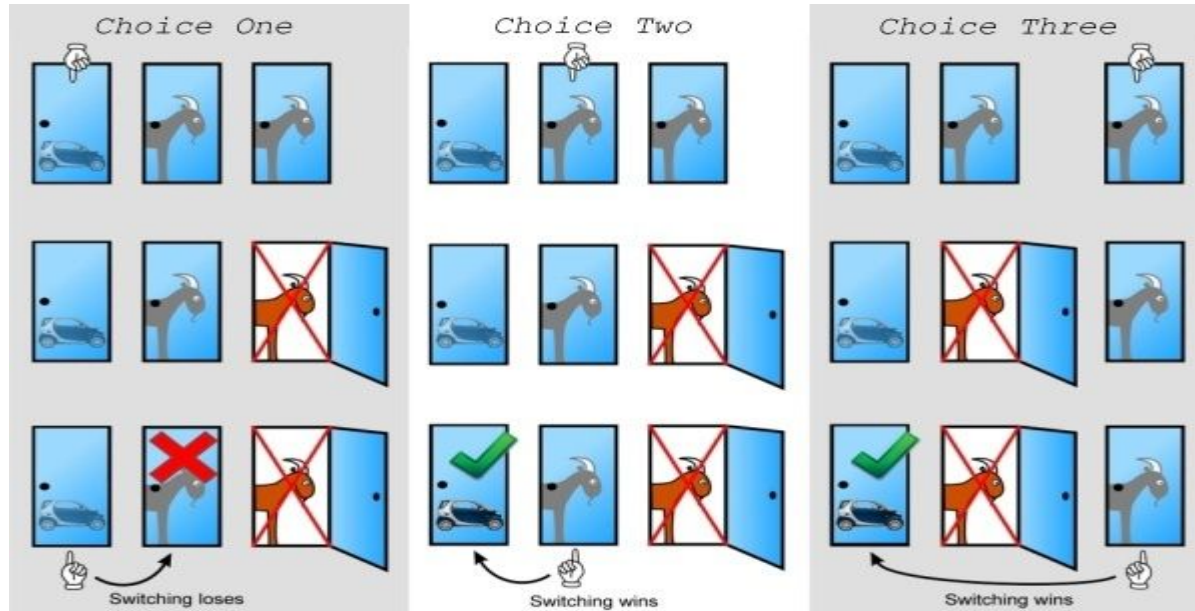 Choice One
Choice Two
Choice Three
Switching loses
Switching wins
Switching wins